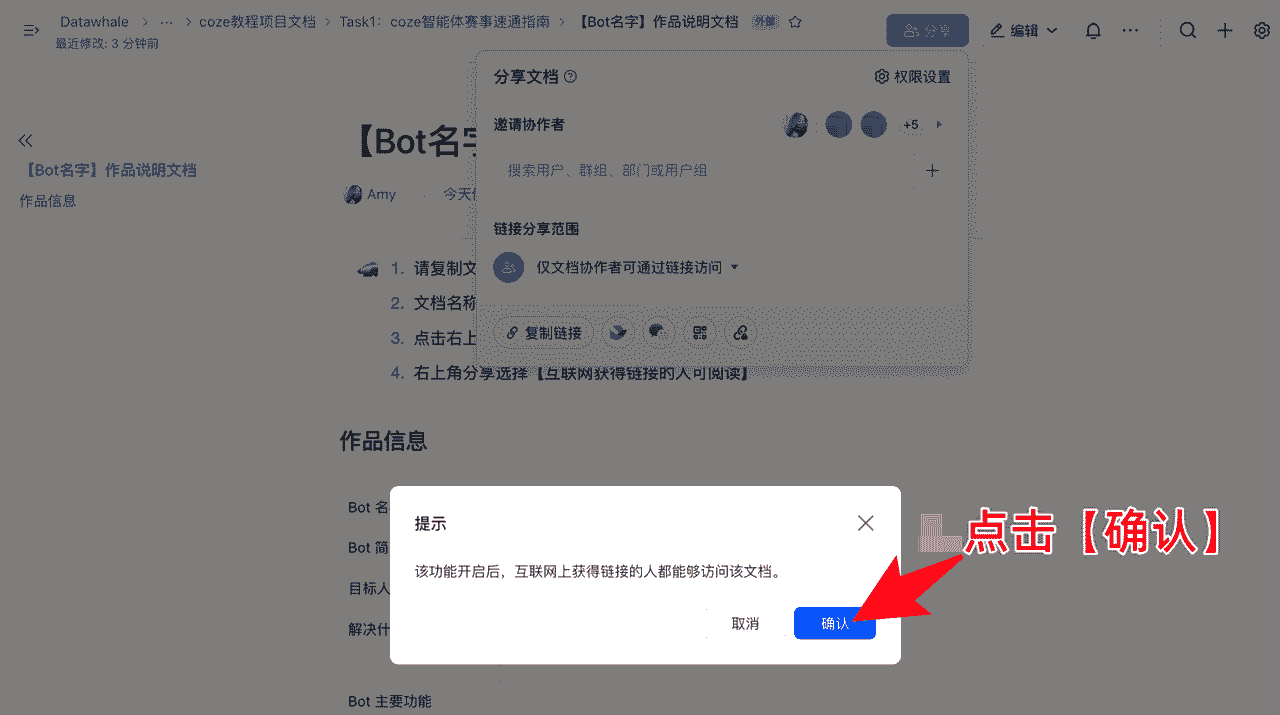 Datawhale › ··· › coze教程项目文档 › Task1：coze智能体赛事速通指南 › 【Bot名字】作品说明文档 外部
最近修改: 3 分钟前
分享
编辑
分享文档
权限设置
邀请协作者
+5
搜索用户、群组、部门或用户组
链接分享范围
仅文档协作者可通过链接访问
复制链接
【Bot名字】作品说明文档
作品信息
【Bot名字
Amy
今天修
1. 请复制文
2. 文档名称
3. 点击右上
4. 右上角分享选择【互联网获得链接的人可阅读】
作品信息
Bot 名
Bot 简
目标人
解决什
Bot 主要功能
提示
该功能开启后，互联网上获得链接的人都能够访问该文档。
取消
确认
点击【确认】